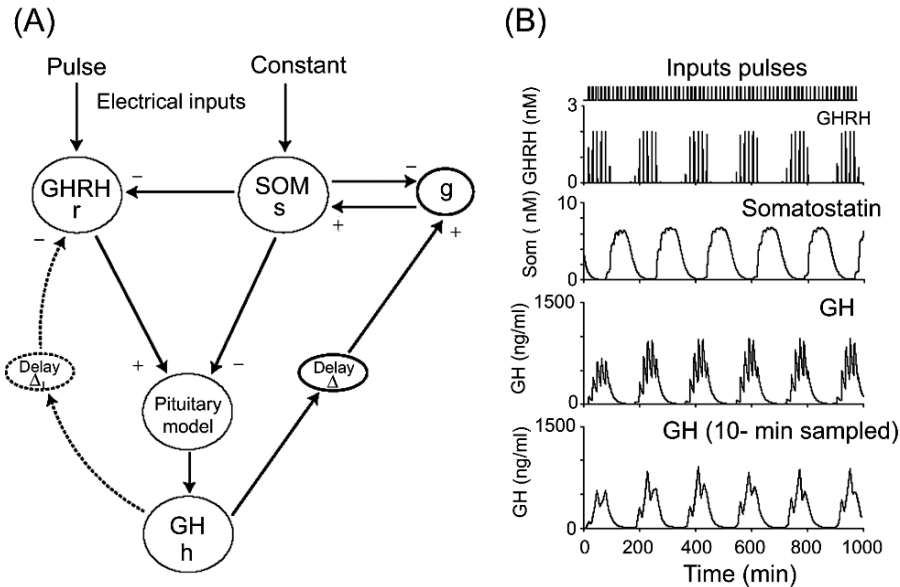 (A)
Pulse
Constant
Electrical inputs
GHRH
r
−
SOM
s
−
+
g
−
+
Delay
Δ₁
Delay
Δ
+
−
Pituitary
model
GH
h
(B)
Inputs pulses
GHRH (nM)
3
0
GHRH
Som ( nM)
10
0
Somatostatin
GH (ng/ml)
1500
0
GH
GH (ng/ml)
1500
0
GH (10- min sampled)
0 200 400 600 800 1000
Time (min)